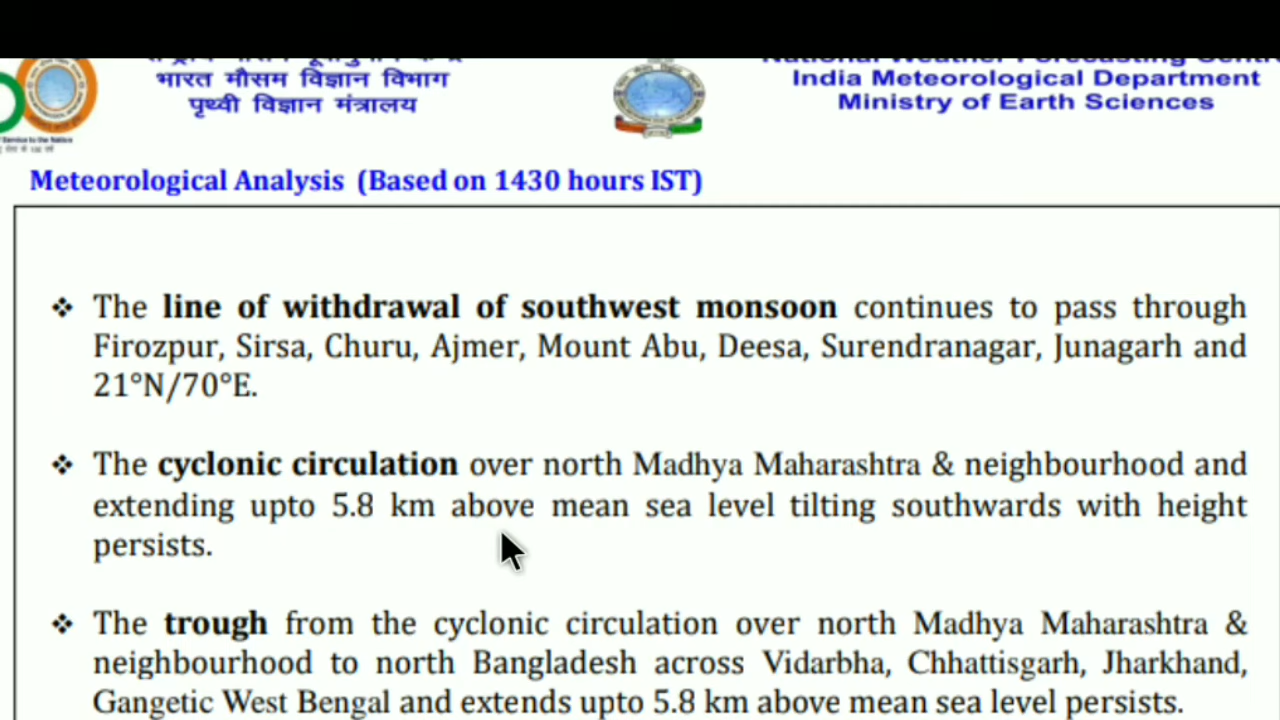 भारत मौसम विज्ञान विभाग
पृथ्वी विज्ञान मंत्रालय
National Weather Forecasting Centre
India Meteorological Department
Ministry of Earth Sciences
Meteorological Analysis (Based on 1430 hours IST)
❖ The line of withdrawal of southwest monsoon continues to pass through
Firozpur, Sirsa, Churu, Ajmer, Mount Abu, Deesa, Surendranagar, Junagarh and
21°N/70°E.
❖ The cyclonic circulation over north Madhya Maharashtra & neighbourhood and
extending upto 5.8 km above mean sea level tilting southwards with height
persists.
❖ The trough from the cyclonic circulation over north Madhya Maharashtra &
neighbourhood to north Bangladesh across Vidarbha, Chhattisgarh, Jharkhand,
Gangetic West Bengal and extends upto 5.8 km above mean sea level persists.